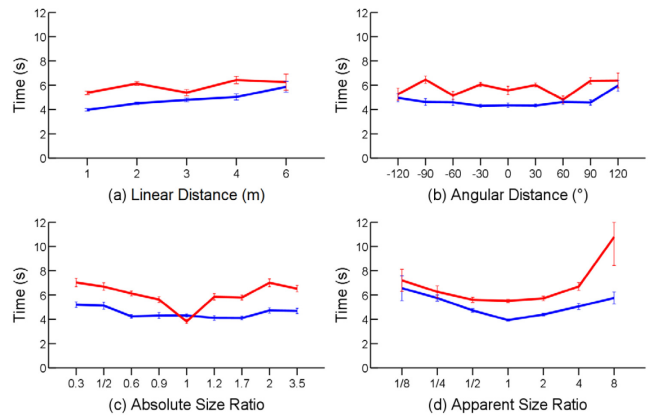 12
10
8
6
4
2
0
Time (s)
1 2 3 4 6
(a) Linear Distance (m)
12
10
8
6
4
2
0
Time (s)
-120 -90 -60 -30 0 30 60 90 120
(b) Angular Distance (°)
12
10
8
6
4
2
0
Time (s)
0.3 1/2 0.6 0.9 1 1.2 1.7 2 3.5
(c) Absolute Size Ratio
12
10
8
6
4
2
0
Time (s)
1/8 1/4 1/2 1 2 4 8
(d) Apparent Size Ratio